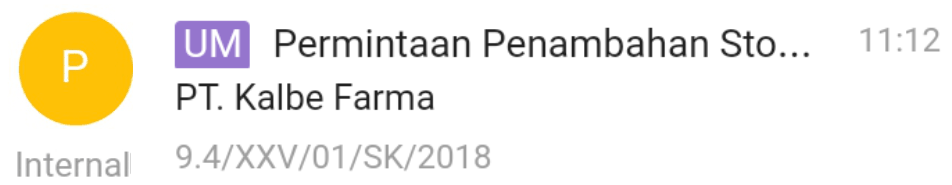 P
UM Permintaan Penambahan Sto... 11:12
PT. Kalbe Farma
Internal 9.4/XXV/01/SK/2018